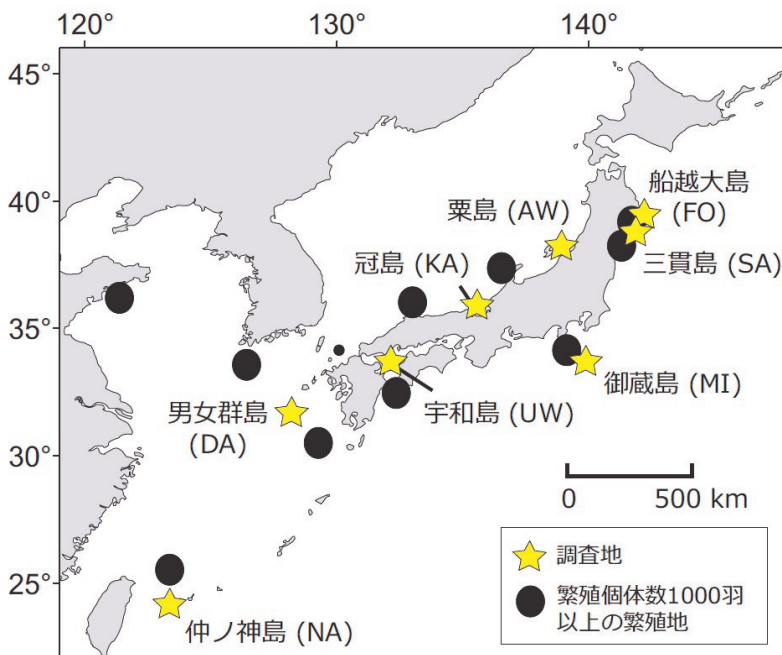 120°
130°
140°
45°
40°
35°
30°
25°
船越大島
(FO)
粟島 (AW)
冠島 (KA)
三貫島 (SA)
御蔵島 (MI)
宇和島 (UW)
男女群島
(DA)
0 500 km
仲ノ神島 (NA)
調査地
繁殖個体数1000羽
以上の繁殖地